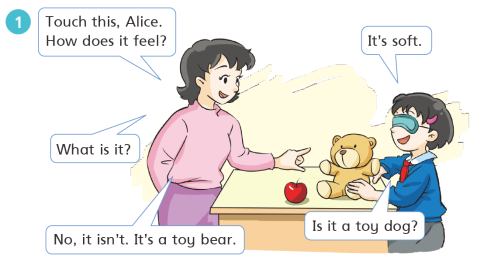 1
Touch this, Alice.
How does it feel?
It's soft.
What is it?
Is it a toy dog?
No, it isn't. It's a toy bear.